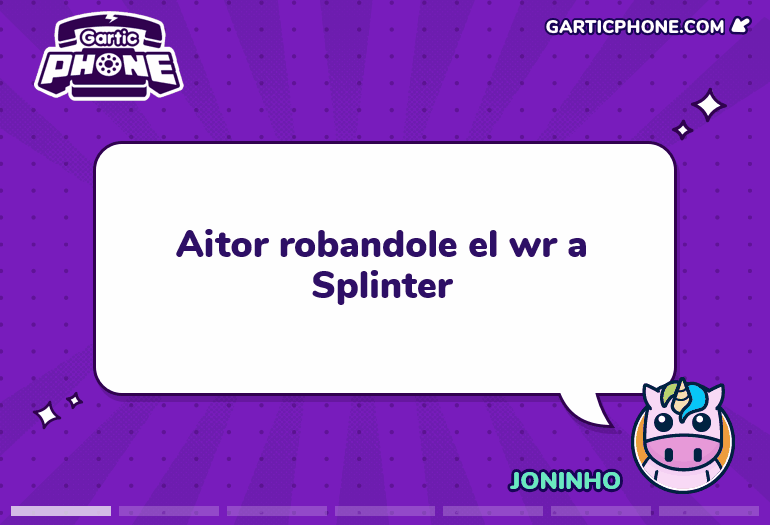 Gartic
PHONE
GARTICPHONE.COM
Aitor robandole el wr a
Splinter
JONINHO